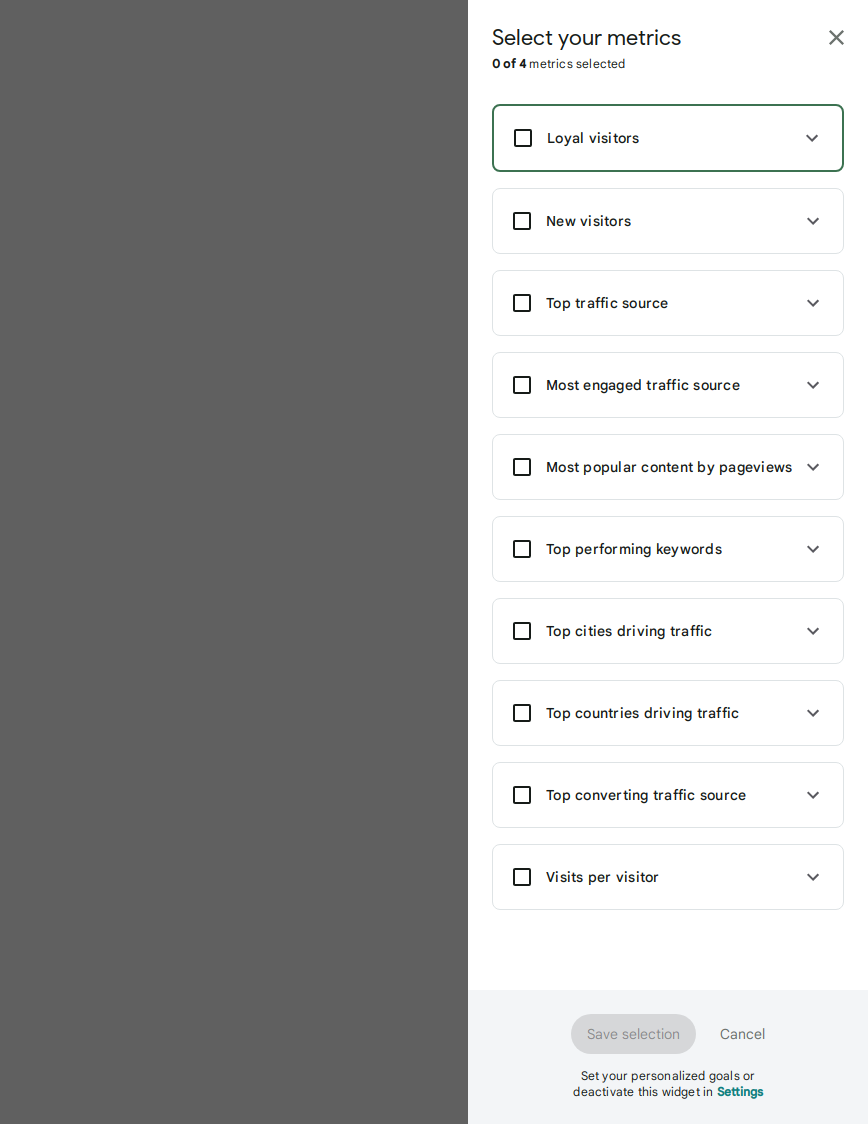 Select your metrics
0 of 4 metrics selected
Loyal visitors
New visitors
Top traffic source
Most engaged traffic source
Most popular content by pageviews
Top performing keywords
Top cities driving traffic
Top countries driving traffic
Top converting traffic source
Visits per visitor
Save selection
Cancel
Set your personalized goals or
deactivate this widget in Settings